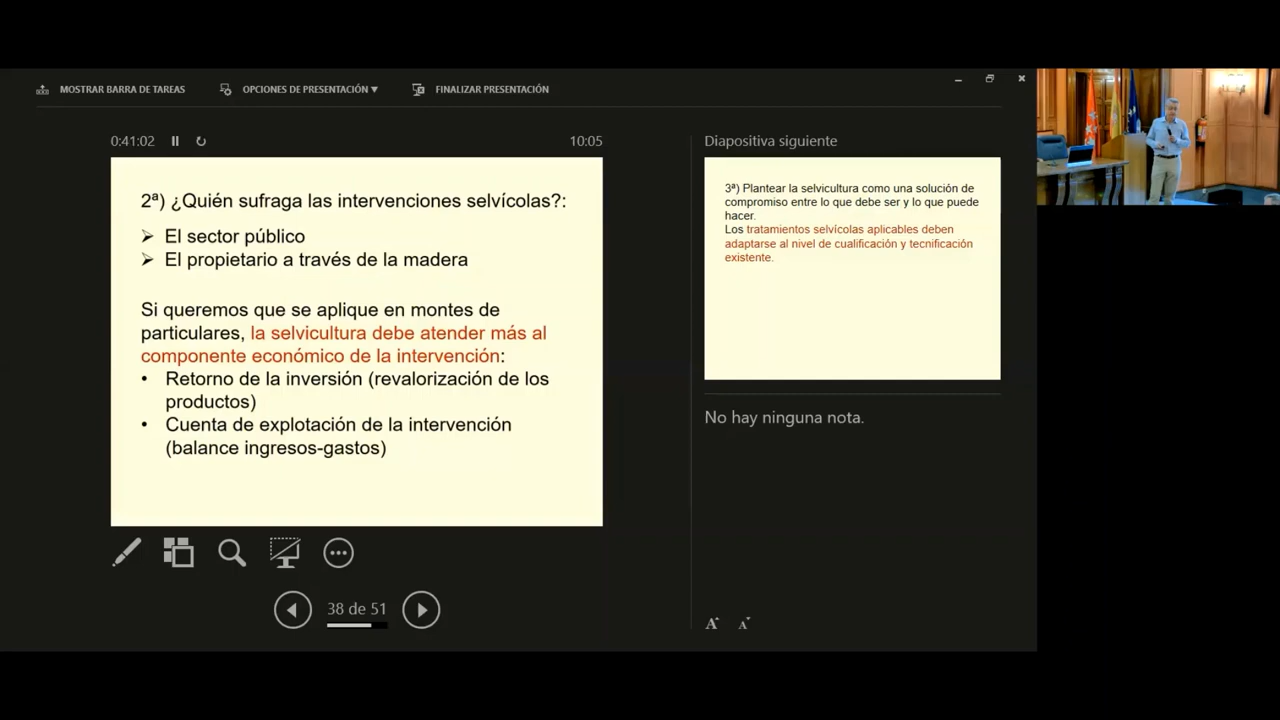 MOSTRAR BARRA DE TAREAS
OPCIONES DE PRESENTACIÓN ▼
FINALIZAR PRESENTACIÓN
0:41:02
10:05
2ª) ¿Quién sufraga las intervenciones selvícolas?:
➢ El sector público
➢ El propietario a través de la madera
Si queremos que se aplique en montes de
particulares, la selvicultura debe atender más al
componente económico de la intervención:
• Retorno de la inversión (revalorización de los
productos)
• Cuenta de explotación de la intervención
(balance ingresos-gastos)
38 de 51
Diapositiva siguiente
3ª) Plantear la selvicultura como una solución de
compromiso entre lo que debe ser y lo que puede
hacer.
Los tratamientos selvícolas aplicables deben
adaptarse al nivel de cualificación y tecnificación
existente.
No hay ninguna nota.
A A